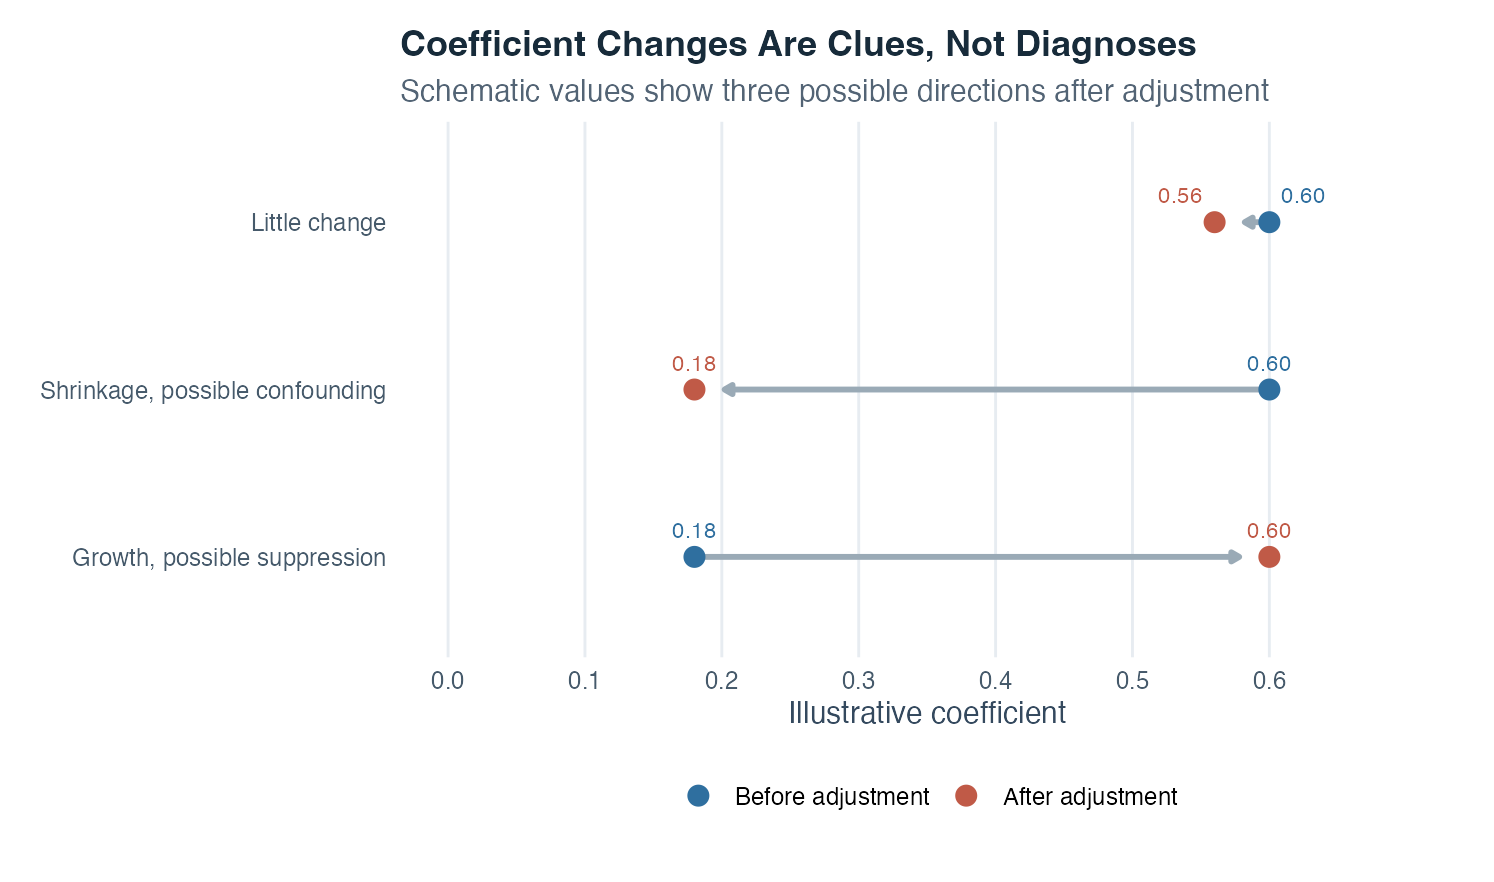 Coefficient Changes Are Clues, Not Diagnoses
Schematic values show three possible directions after adjustment
Little change
0.56
0.60
Shrinkage, possible confounding
0.18
0.60
Growth, possible suppression
0.18
0.60
0.0 0.1 0.2 0.3 0.4 0.5 0.6
Illustrative coefficient
Before adjustment After adjustment